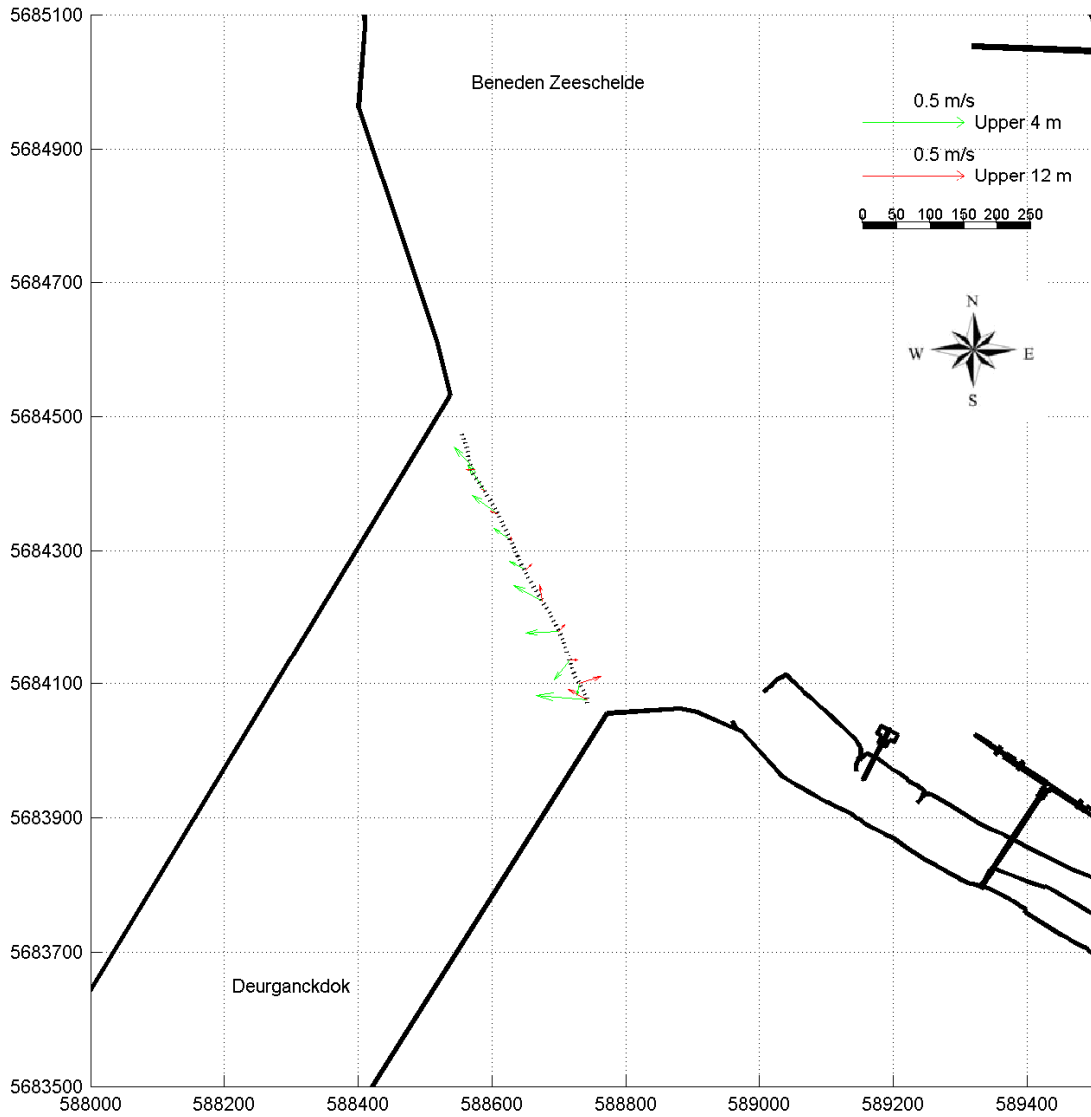 5685100
Beneden Zeeschelde
0.5 m/s
Upper 4 m
5684900
0.5 m/s
Upper 12 m
0 50 100 150 200 250
5684700
N
W E
S
5684500
5684300
5684100
5683900
5683700
Deurganckdok
5683500
588000 588200 588400 588600 588800 589000 589200 589400